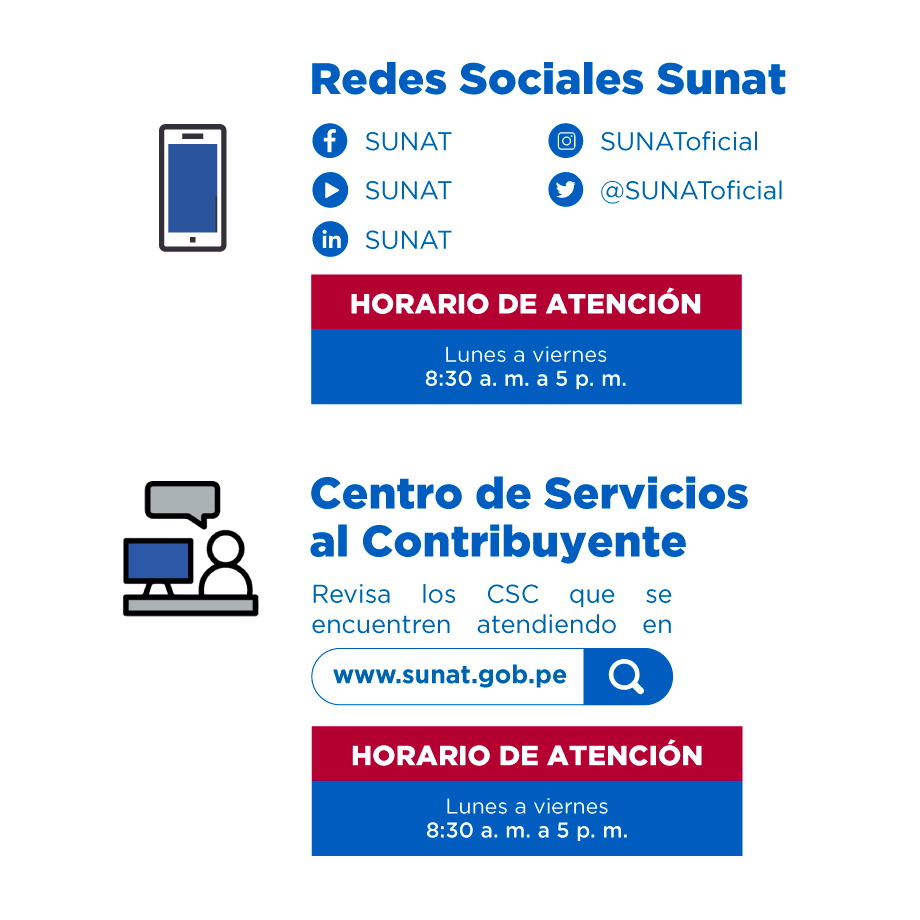 Redes Sociales Sunat
SUNAT
SUNAToficial
SUNAT
@SUNAToficial
SUNAT
HORARIO DE ATENCIÓN
Lunes a viernes
8:30 a. m. a 5 p. m.
Centro de Servicios
al Contribuyente
Revisa los CSC que se
encuentren atendiendo en
www.sunat.gob.pe
HORARIO DE ATENCIÓN
Lunes a viernes
8:30 a. m. a 5 p. m.